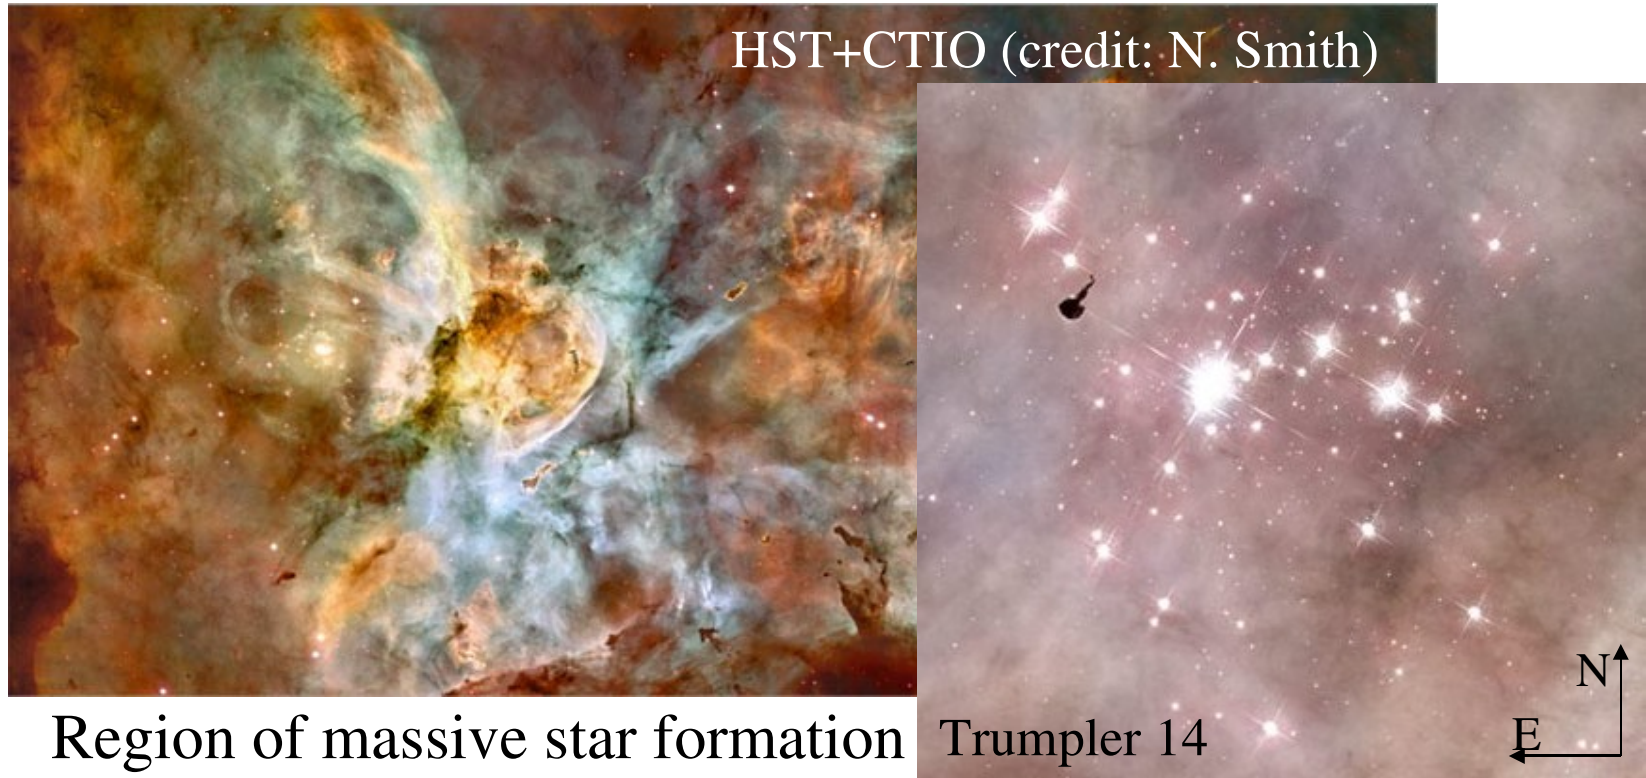 HST+CTIO (credit: N. Smith)
N
E
Region of massive star formation
Trumpler 14